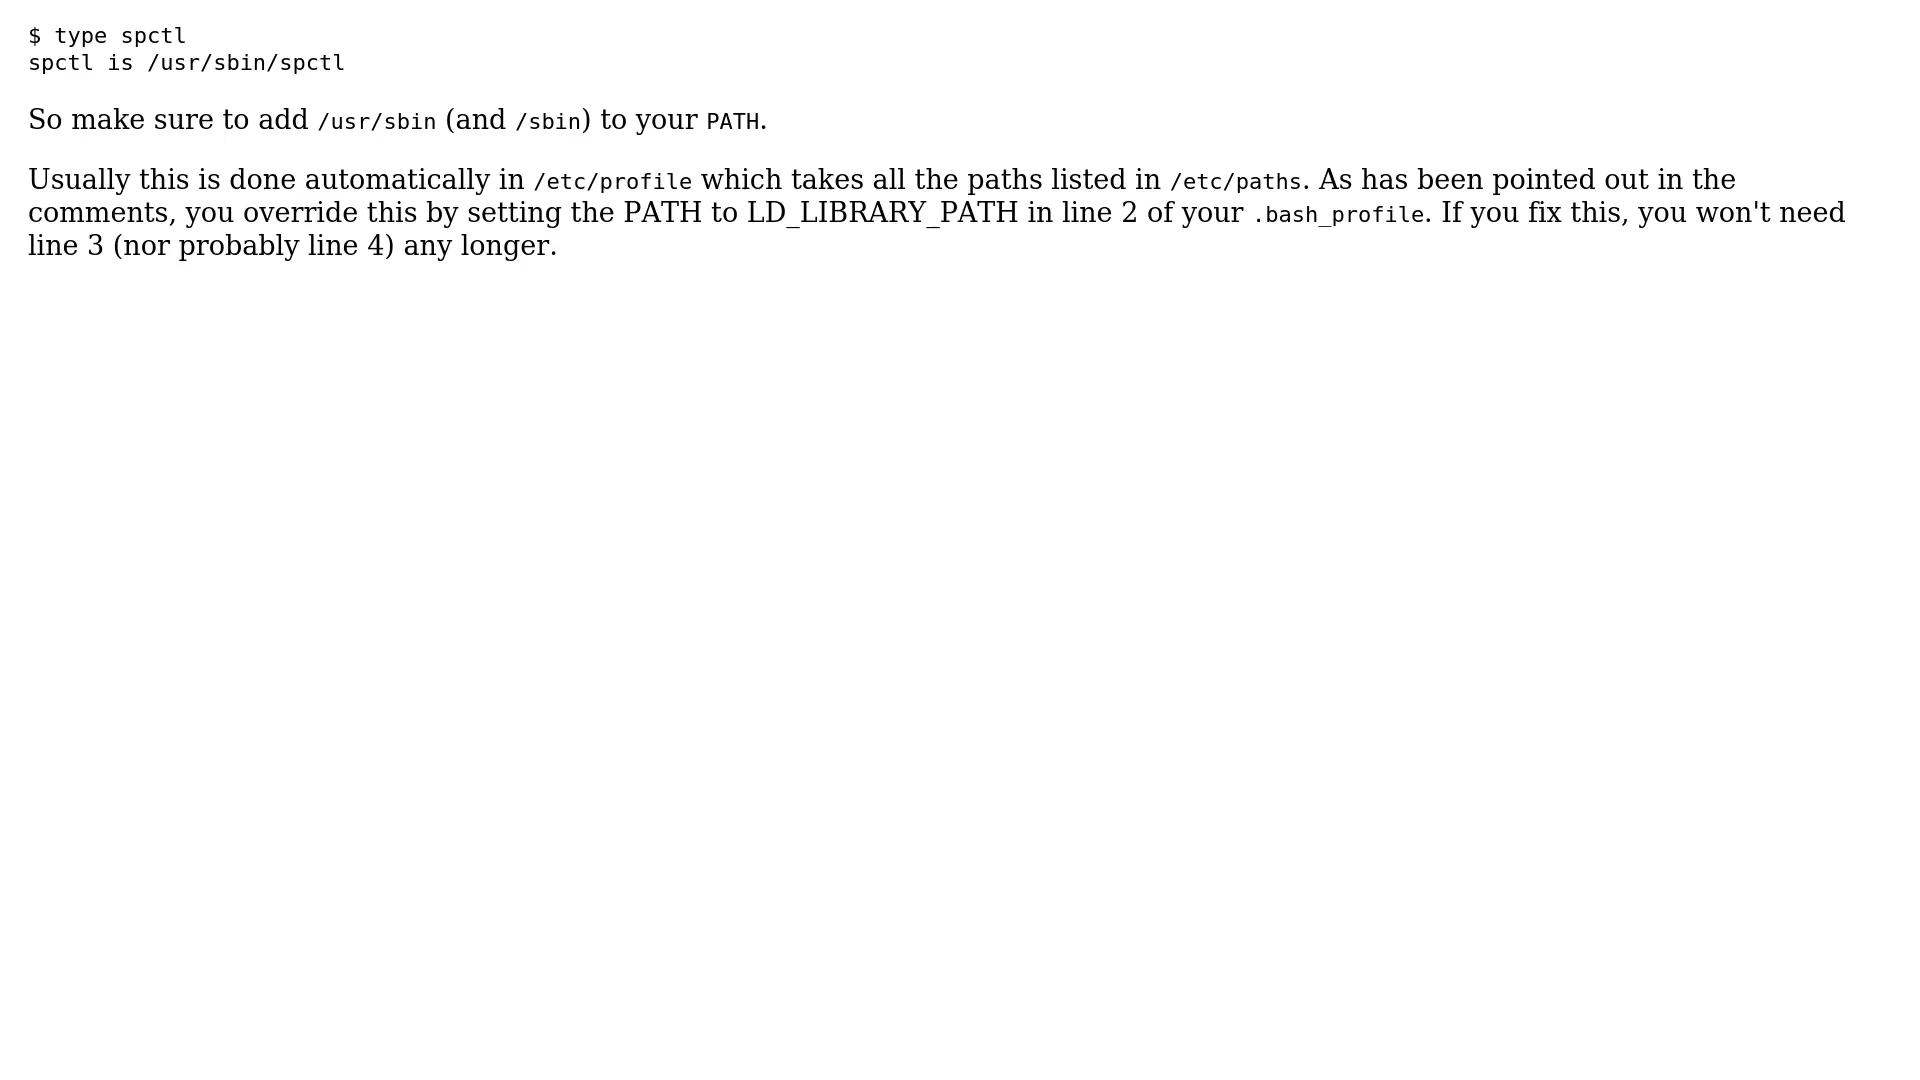 $ type spctl
spctl is /usr/sbin/spctl
So make sure to add /usr/sbin (and /sbin) to your PATH.
Usually this is done automatically in /etc/profile which takes all the paths listed in /etc/paths. As has been pointed out in the
comments, you override this by setting the PATH to LD_LIBRARY_PATH in line 2 of your .bash_profile. If you fix this, you won't need
line 3 (nor probably line 4) any longer.